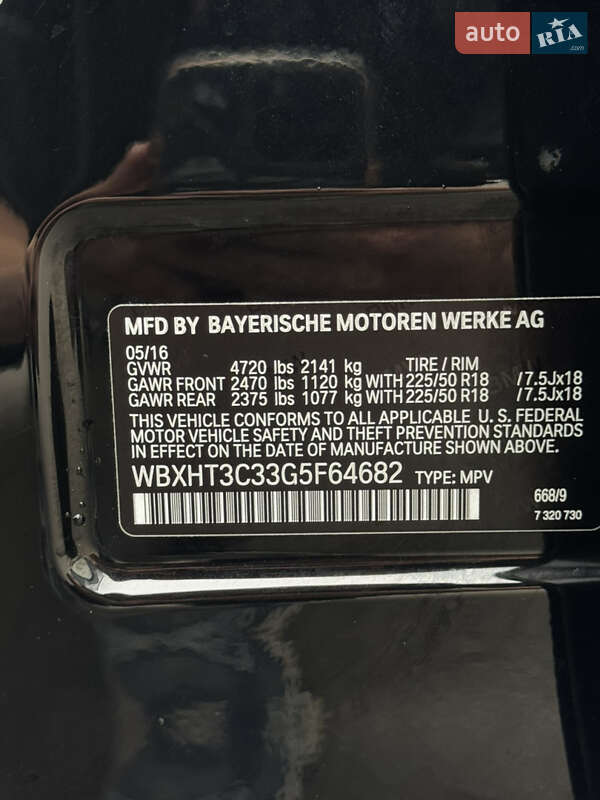 auto RIA.com
MFD BY BAYERISCHE MOTOREN WERKE AG
05/16
GVWR 4720 lbs 2141 kg TIRE / RIM
GAWR FRONT 2470 lbs 1120 kg WITH 225/50 R18 / 7.5Jx18
GAWR REAR 2375 lbs 1077 kg WITH 225/50 R18 / 7.5Jx18
THIS VEHICLE CONFORMS TO ALL APPLICABLE U. S. FEDERAL
MOTOR VEHICLE SAFETY AND THEFT PREVENTION STANDARDS
IN EFFECT ON THE DATE OF MANUFACTURE SHOWN ABOVE.
WBXHT3C33G5F64682 TYPE: MPV
668/9
7 320 730